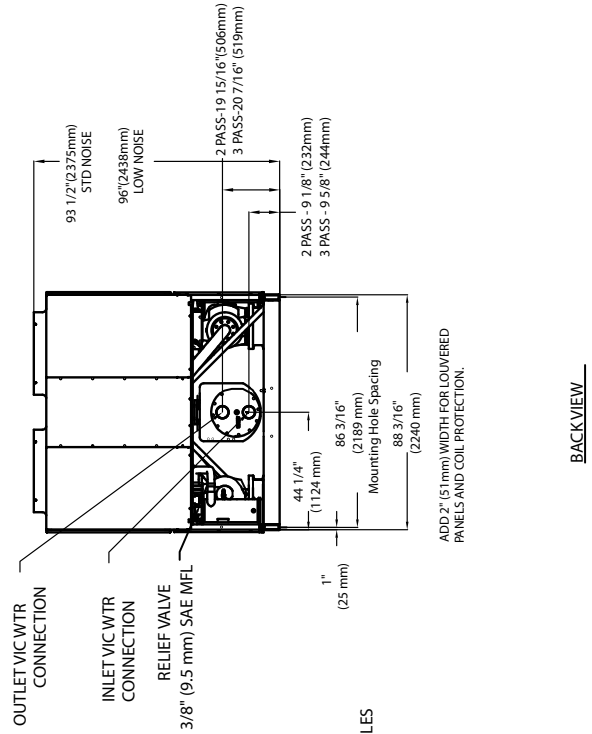 OUTLET VIC WTR
CONNECTION
INLET VIC WTR
CONNECTION
RELIEF VALVE
3/8" (9.5 mm) SAE MFL
LES
93 1/2"(2375mm)
STD NOISE
96"(2438mm)
LOW NOISE
2 PASS-19 15/16"(506mm)
3 PASS-20 7/16" (519mm)
2 PASS - 9 1/8" (232mm)
3 PASS - 9 5/8" (244mm)
44 1/4"
(1124 mm)
86 3/16"
(2189 mm)
Mounting Hole Spacing
88 3/16"
(2240 mm)
1"
(25 mm)
ADD 2" (51 mm) WIDTH FOR LOUVERED
PANELS AND COIL PROTECTION.
BACK VIEW